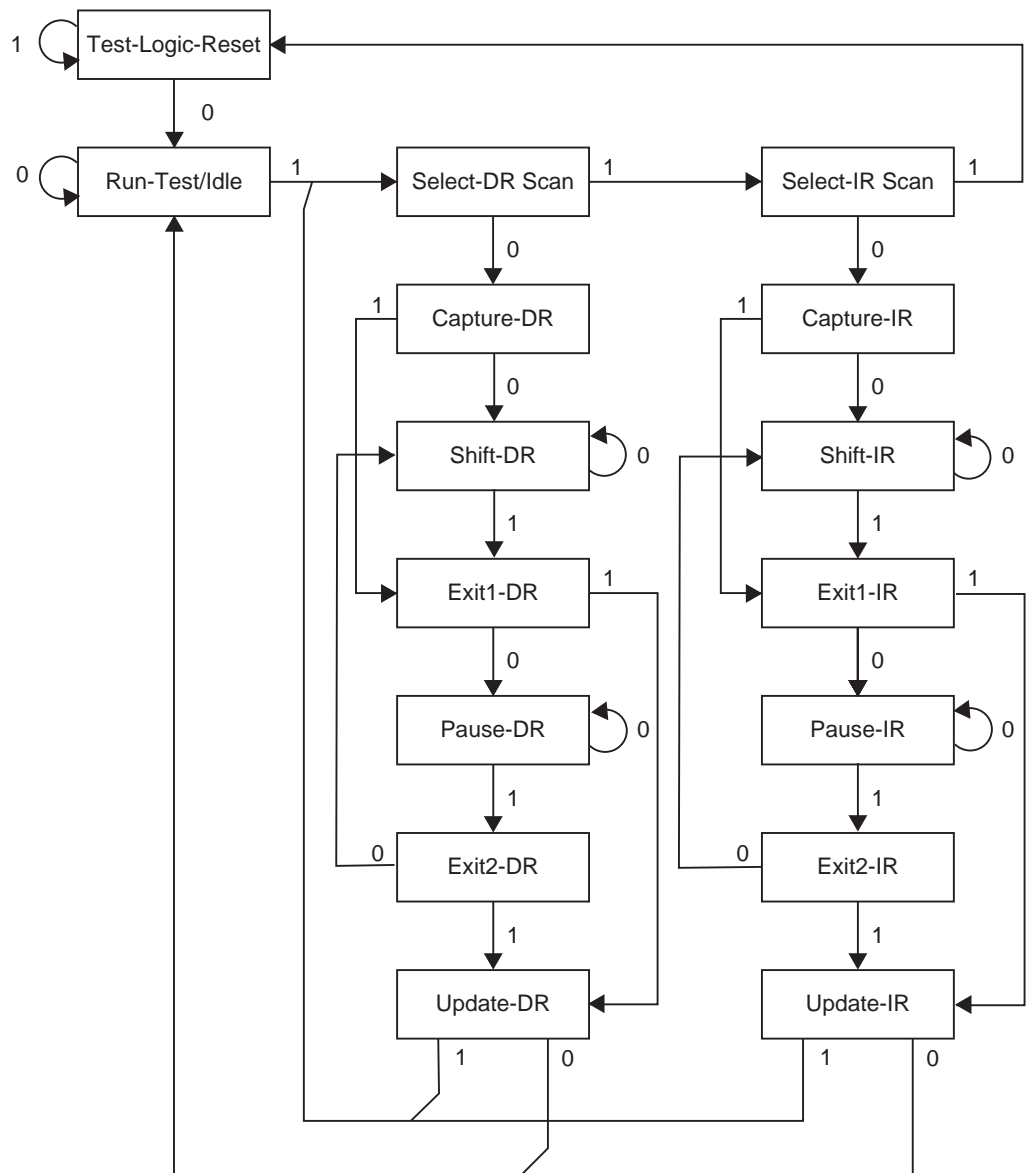 1 Test-Logic-Reset
0
0 Run-Test/Idle 1 Select-DR Scan 1 Select-IR Scan 1
0 0
1 Capture-DR 1 Capture-IR
0 0
Shift-DR 0 Shift-IR 0
1 1
Exit1-DR 1 Exit1-IR 1
0 0
Pause-DR 0 Pause-IR 0
1 1
0 Exit2-DR 0 Exit2-IR
1 1
Update-DR Update-IR
1 0 1 0